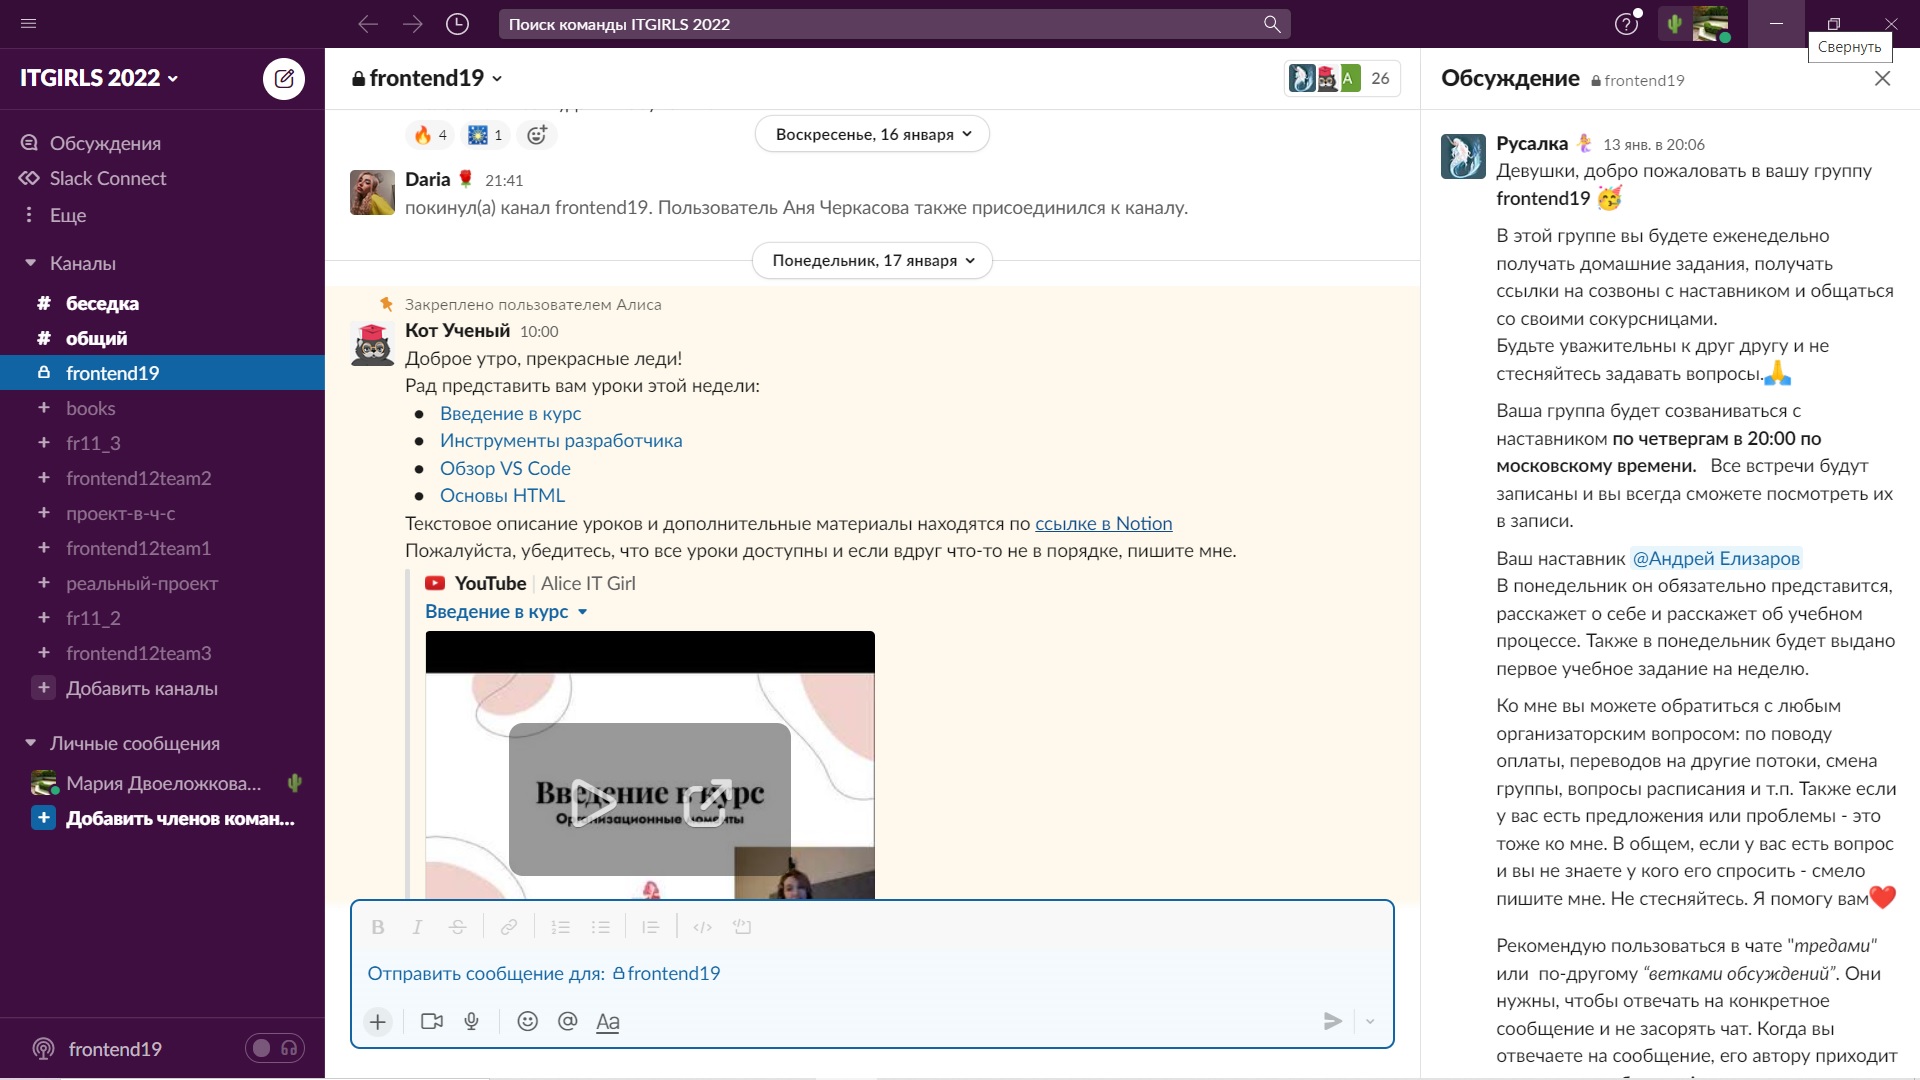 Поиск команды ITGIRLS 2022
Свернуть
ITGIRLS 2022
Обсуждения
Slack Connect
Еще
Каналы
# беседка
# общий
frontend19
+ books
+ fr11_3
+ frontend12team2
+ проект-в-ч-с
+ frontend12team1
+ реальный-проект
+ fr11_2
+ frontend12team3
+ Добавить каналы
Личные сообщения
Мария Двоеложкова...
+ Добавить членов коман...
frontend19
frontend19
A 26
4 1
Воскресенье, 16 января
Daria 21:41
покинул(а) канал frontend19. Пользователь Аня Черкасова также присоединился к каналу.
Понедельник, 17 января
Закреплено пользователем Алиса
Кот Ученый 10:00
Доброе утро, прекрасные леди!
Рад представить вам уроки этой недели:
• Введение в курс
• Инструменты разработчика
• Обзор VS Code
• Основы HTML
Текстовое описание уроков и дополнительные материалы находятся по ссылке в Notion
Пожалуйста, убедитесь, что все уроки доступны и если вдруг что-то не в порядке, пишите мне.
YouTube | Alice IT Girl
Введение в курс
Введение в курс
Организационные моменты
B I S </>
Отправить сообщение для: frontend19
+ @ Aa
Обсуждение frontend19
Русалка 13 янв. в 20:06
Девушки, добро пожаловать в вашу группу
frontend19
В этой группе вы будете еженедельно
получать домашние задания, получать
ссылки на созвоны с наставником и общаться
со своими сокурсницами.
Будьте уважительны к друг другу и не
стесняйтесь задавать вопросы.
Ваша группа будет созваниваться с
наставником по четвергам в 20:00 по
московскому времени. Все встречи будут
записаны и вы всегда сможете посмотреть их
в записи.
Ваш наставник @Андрей Елизаров
В понедельник он обязательно представится,
расскажет о себе и расскажет об учебном
процессе. Также в понедельник будет выдано
первое учебное задание на неделю.
Ко мне вы можете обратиться с любым
организаторским вопросом: по поводу
оплаты, переводов на другие потоки, смена
группы, вопросы расписания и т.п. Также если
у вас есть предложения или проблемы - это
тоже ко мне. В общем, если у вас есть вопрос
и вы не знаете у кого его спросить - смело
пишите мне. Не стесняйтесь. Я помогу вам
Рекомендую пользоваться в чате "тредами"
или по-другому “ветками обсуждений”. Они
нужны, чтобы отвечать на конкретное
сообщение и не засорять чат. Когда вы
отвечаете на сообщение, его автору приходит